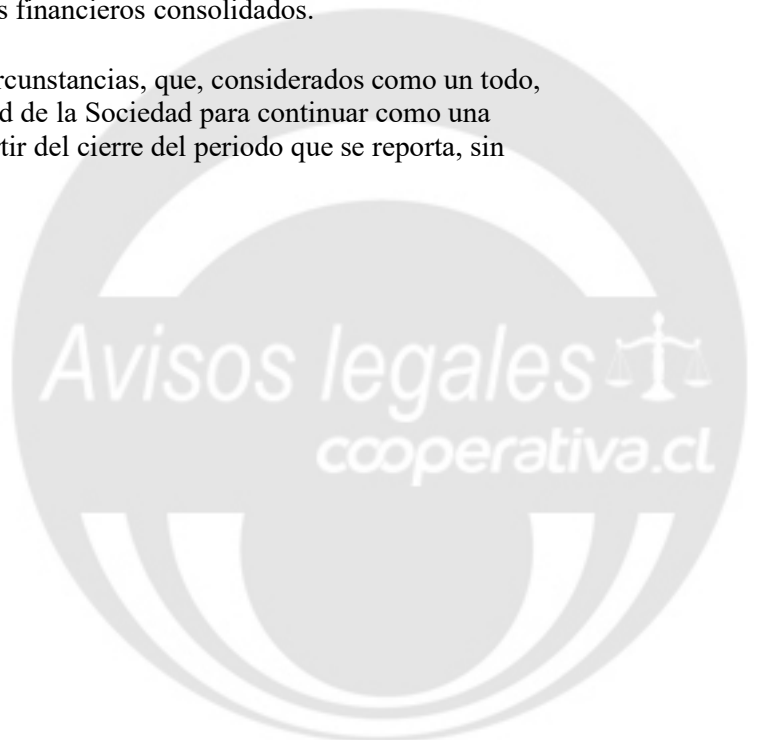 s financieros consolidados.
rcunstancias, que, considerados como un todo,
d de la Sociedad para continuar como una
tir del cierre del periodo que se reporta, sin
Avisos legales
cooperativa.cl